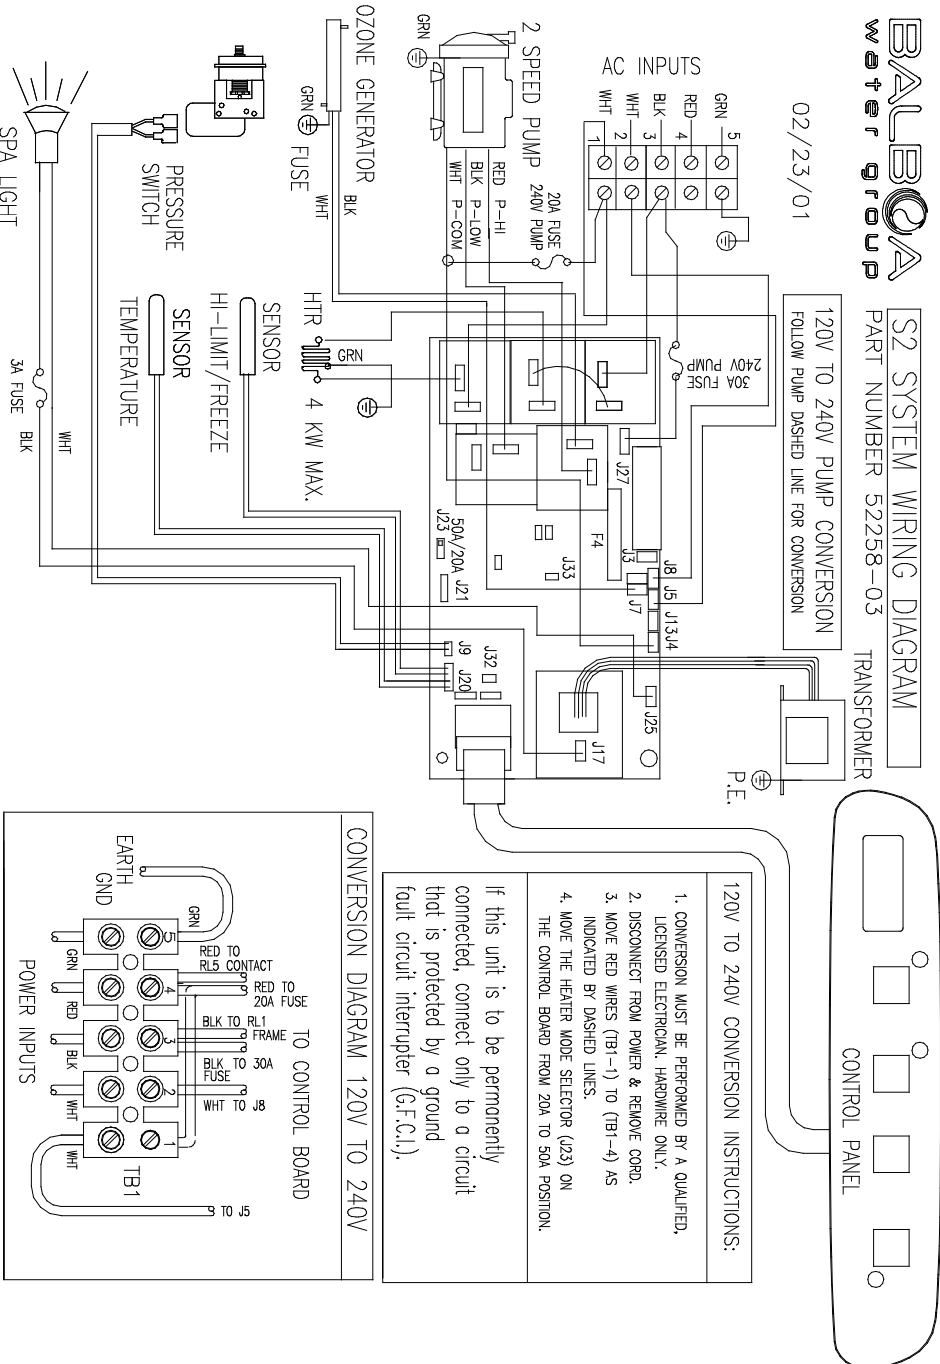 BALBOA
water group
S2 SYSTEM WIRING DIAGRAM
PART NUMBER 52258-03
02/23/01
120V TO 240V PUMP CONVERSION
FOLLOW PUMP DASHED LINE FOR CONVERSION
TRANSFORMER
P.E.
CONTROL PANEL
AC INPUTS
GRN
RED
BLK
WHT
WHT
5
4
3
2
1
2 SPEED PUMP
GRN
RED P-HI
BLK P-LOW
WHT P-COM
20A FUSE
240V PUMP
30A FUSE
240V PUMP
OZONE GENERATOR
GRN
FUSE
BLK
WHT
HTR
GRN
4 KW MAX.
PRESSURE
SWITCH
SENSOR
HI-LIMIT/FREEZE
SENSOR
TEMPERATURE
SPA LIGHT
3A FUSE
WHT
BLK
J27
F4
J33
J3
J8
J5
J7
J13
J4
J25
J17
50A/20A
J23
J21
J9
J32
J20
120V TO 240V CONVERSION INSTRUCTIONS:
1. CONVERSION MUST BE PERFORMED BY A QUALIFIED,
LICENSED ELECTRICIAN. HARDWIRE ONLY.
2. DISCONNECT FROM POWER & REMOVE CORD.
3. MOVE RED WIRES (TB1-1) TO (TB1-4) AS
INDICATED BY DASHED LINES.
4. MOVE THE HEATER MODE SELECTOR (J23) ON
THE CONTROL BOARD FROM 20A TO 50A POSITION.
If this unit is to be permanently
connected, connect only to a circuit
that is protected by a ground
fault circuit interrupter (G.F.C.I.).
CONVERSION DIAGRAM 120V TO 240V
TO CONTROL BOARD
EARTH
GND
GRN
RED TO
RL5 CONTACT
RED TO
20A FUSE
BLK TO RL1
FRAME
BLK TO 30A
FUSE
WHT TO J8
5
4
3
2
1
TB1
GRN
RED
BLK
WHT
WHT
TO J5
POWER INPUTS